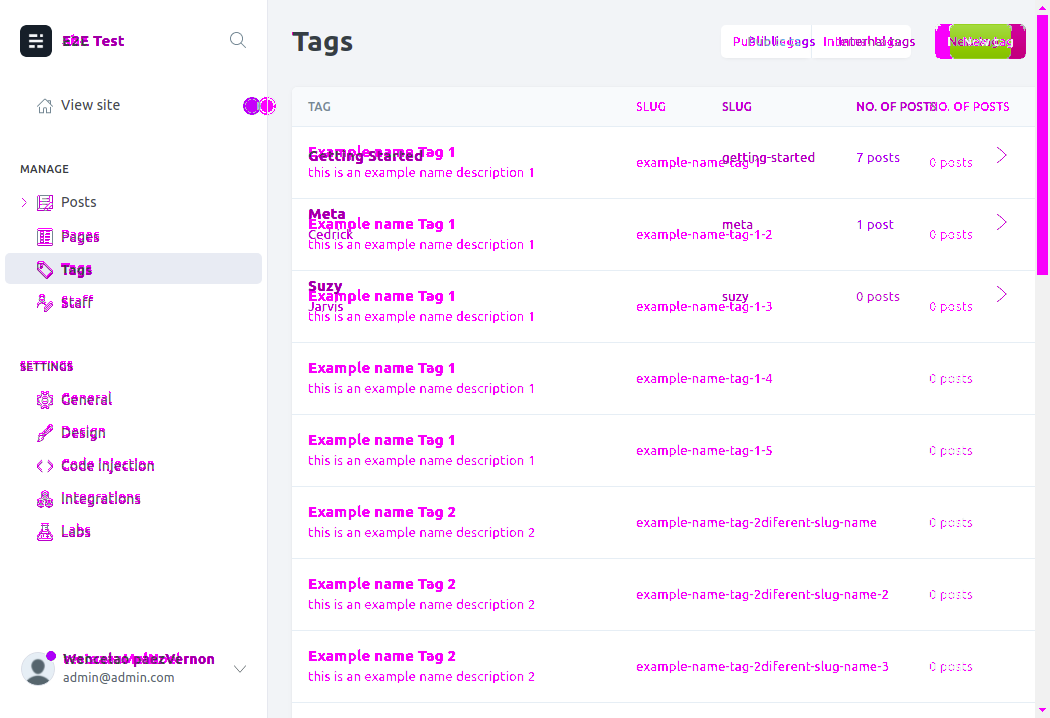 E2E Test
View site
MANAGE
Posts
Pages
Tags
Staff
SETTINGS
General
Design
Code injection
Integrations
Labs
admin@admin.com
Tags
Public tags Internal tags New tag
TAG SLUG SLUG NO. OF POSTS NO. OF POSTS
Getting Started
Example name Tag 1
this is an example name description 1
getting-started 7 posts
example-name-tag-1 0 posts
Meta
Example name Tag 1
Cedrick
this is an example name description 1
meta 1 post
example-name-tag-1-2 0 posts
Suzy
Example name Tag 1
Jarvis
this is an example name description 1
suzy 0 posts
example-name-tag-1-3 0 posts
Example name Tag 1
this is an example name description 1
example-name-tag-1-4 0 posts
Example name Tag 1
this is an example name description 1
example-name-tag-1-5 0 posts
Example name Tag 2
this is an example name description 2
example-name-tag-2diferent-slug-name 0 posts
Example name Tag 2
this is an example name description 2
example-name-tag-2diferent-slug-name-2 0 posts
Example name Tag 2
this is an example name description 2
example-name-tag-2diferent-slug-name-3 0 posts